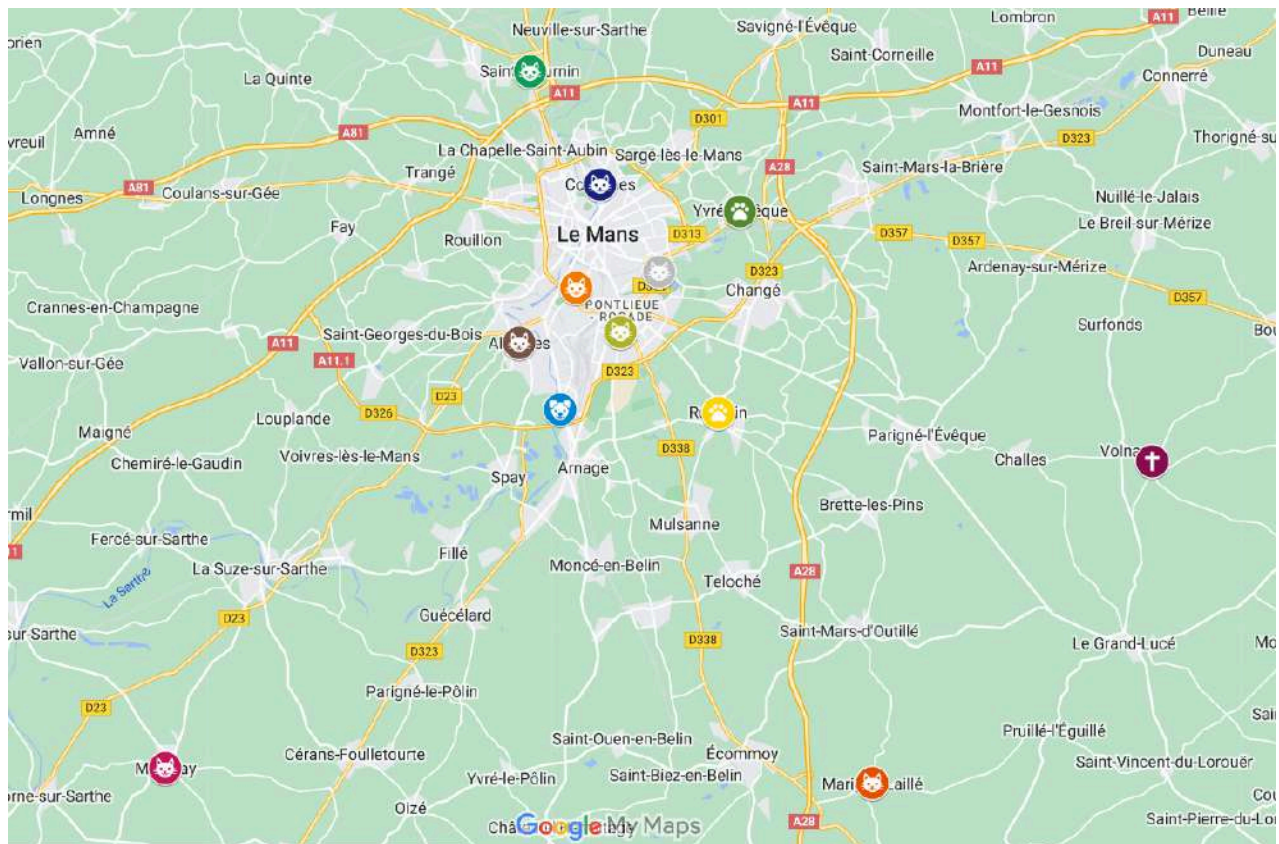 Neuville-sur-Sarthe
Savigné-l'Évêque
Lombron
A11
Beillé
Saint-Corneille
Duneau
La Quinte
A11
A11
A11
Connerré
Montfort-le-Gesnois
Amné
A81
D301
D323
La Chapelle-Saint-Aubin
Sargé-lès-le-Mans
A28
Saint-Mars-la-Brière
Trangé
A81
Coulans-sur-Gée
Longnes
Nuillé-le-Jalais
Le Breil-sur-Mérize
Fay
Rouillon
Le Mans
D313
D357
D357
D323
Ardenay-sur-Mérize
Changé
D357
Crannes-en-Champagne
PONTLIEUE
- ROCADE
Surfonds
Saint-Georges-du-Bois
A11
A11.1
Vallon-sur-Gée
D323
D23
D326
Louplande
Maigné
Parigné-l'Évêque
D338
Voivres-lès-le-Mans
Chemiré-le-Gaudin
Arnage
Challes
Spay
Brette-les-Pins
Mulsanne
Fercé-sur-Sarthe
Fillé
La Suze-sur-Sarthe
Moncé-en-Belin
A28
Teloché
La Sarthe
Guécélard
D23
Saint-Mars-d'Outillé
sur-Sarthe
D338
Le Grand-Lucé
D323
Parigné-le-Pôlin
D23
Pruillé-l'Éguillé
Saint-Ouen-en-Belin
Cérans-Foulletourte
Écommoy
Saint-Vincent-du-Lorouër
Yvré-le-Pôlin
Saint-Biez-en-Belin
Oizé
A28
Google My Maps